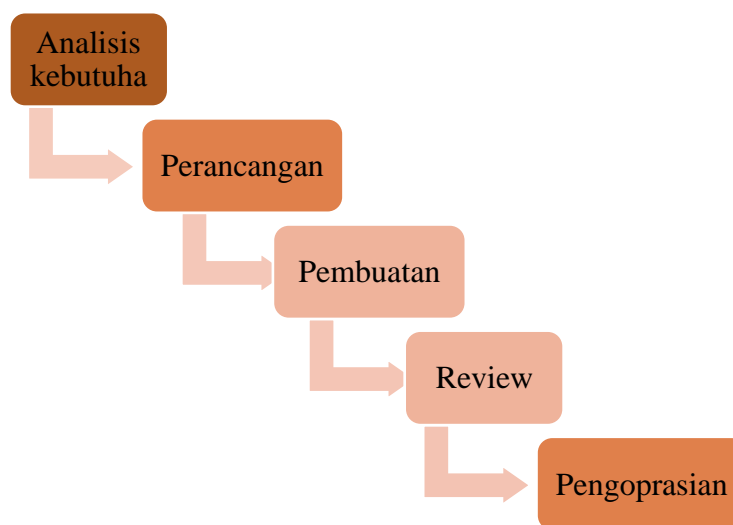 Analisis
kebutuha
Perancangan
Pembuatan
Review
Pengoprasian